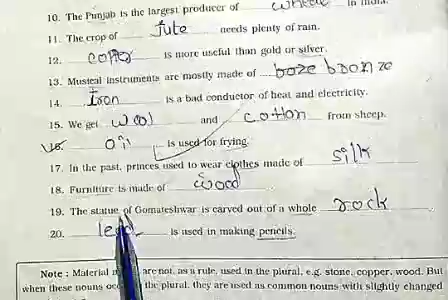 10. The Punjab is the largest producer of wheat in India.
11. The crop of Jute needs plenty of rain.
12. copper is more useful than gold or silver.
13. Musical instruments are mostly made of boze bronze
14. Iron is a bad conductor of heat and electricity.
15. We get wool and cotton from sheep.
16. Oil is used for frying.
17. In the past, princes used to wear clothes made of silk
18. Furniture is made of wood
19. The statue of Gomateshwar is carved out of a whole rock
20. lead is used in making pencils.
Note : Material are not, as a rule, used in the plural, e.g. stone, copper, wood. But
when these nouns the plural, they are used as common nouns with slightly changed